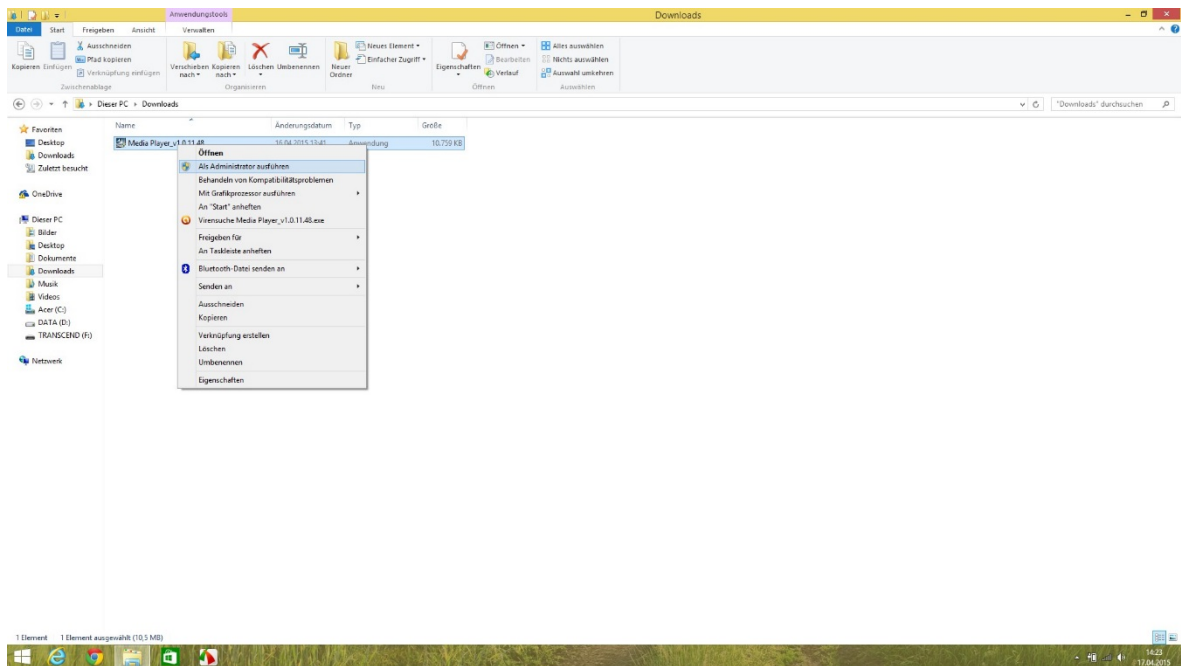 Anwendungstools
Downloads
Datei Start Freigeben Ansicht Verwalten
Kopieren
Einfügen
Ausschneiden
Pfad kopieren
Verknüpfung einfügen
Zwischenablage
Verschieben nach
Kopieren nach
Löschen
Umbenennen
Organisieren
Neuer Ordner
Neues Element
Einfacher Zugriff
Neu
Eigenschaften
Öffnen
Bearbeiten
Verlauf
Öffnen
Alles auswählen
Nichts auswählen
Auswahl umkehren
Auswählen
Dieser PC Downloads
"Downloads" durchsuchen
Favoriten
Desktop
Downloads
Zuletzt besucht
OneDrive
Dieser PC
Bilder
Desktop
Dokumente
Downloads
Musik
Videos
Acer (C:)
DATA (D:)
TRANSCEND (F:)
Netzwerk
Name Änderungsdatum Typ Größe
Media Player_v1.0.11.48 16.04.2015 13:41 Anwendung 10.759 KB
Öffnen
Als Administrator ausführen
Behandeln von Kompatibilitätsproblemen
Mit Grafikprozessor ausführen
An "Start" anheften
Virensuche Media Player_v1.0.11.48.exe
Freigeben für
An Taskleiste anheften
Bluetooth-Datei senden an
Senden an
Ausschneiden
Kopieren
Verknüpfung erstellen
Löschen
Umbenennen
Eigenschaften
1 Element 1 Element ausgewählt (10,5 MB)
14:23
17.04.2015